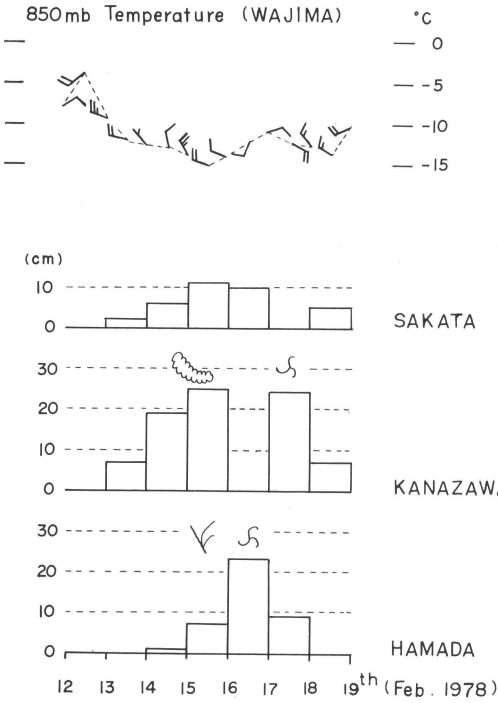 850mb Temperature (WAJIMA) °C
0
-5
-10
-15
(cm)
10
0
SAKATA
30
20
10
0
KANAZAWA
30
20
10
0
HAMADA
12 13 14 15 16 17 18 19th (Feb. 1978)